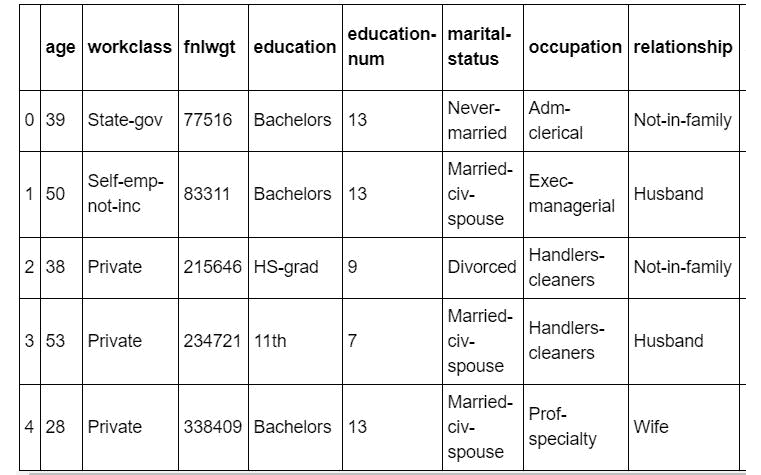 age workclass fnlwgt education education-num marital-status occupation relationship
0 39 State-gov 77516 Bachelors 13 Never-married Adm-clerical Not-in-family
1 50 Self-emp-not-inc 83311 Bachelors 13 Married-civ-spouse Exec-managerial Husband
2 38 Private 215646 HS-grad 9 Divorced Handlers-cleaners Not-in-family
3 53 Private 234721 11th 7 Married-civ-spouse Handlers-cleaners Husband
4 28 Private 338409 Bachelors 13 Married-civ-spouse Prof-specialty Wife